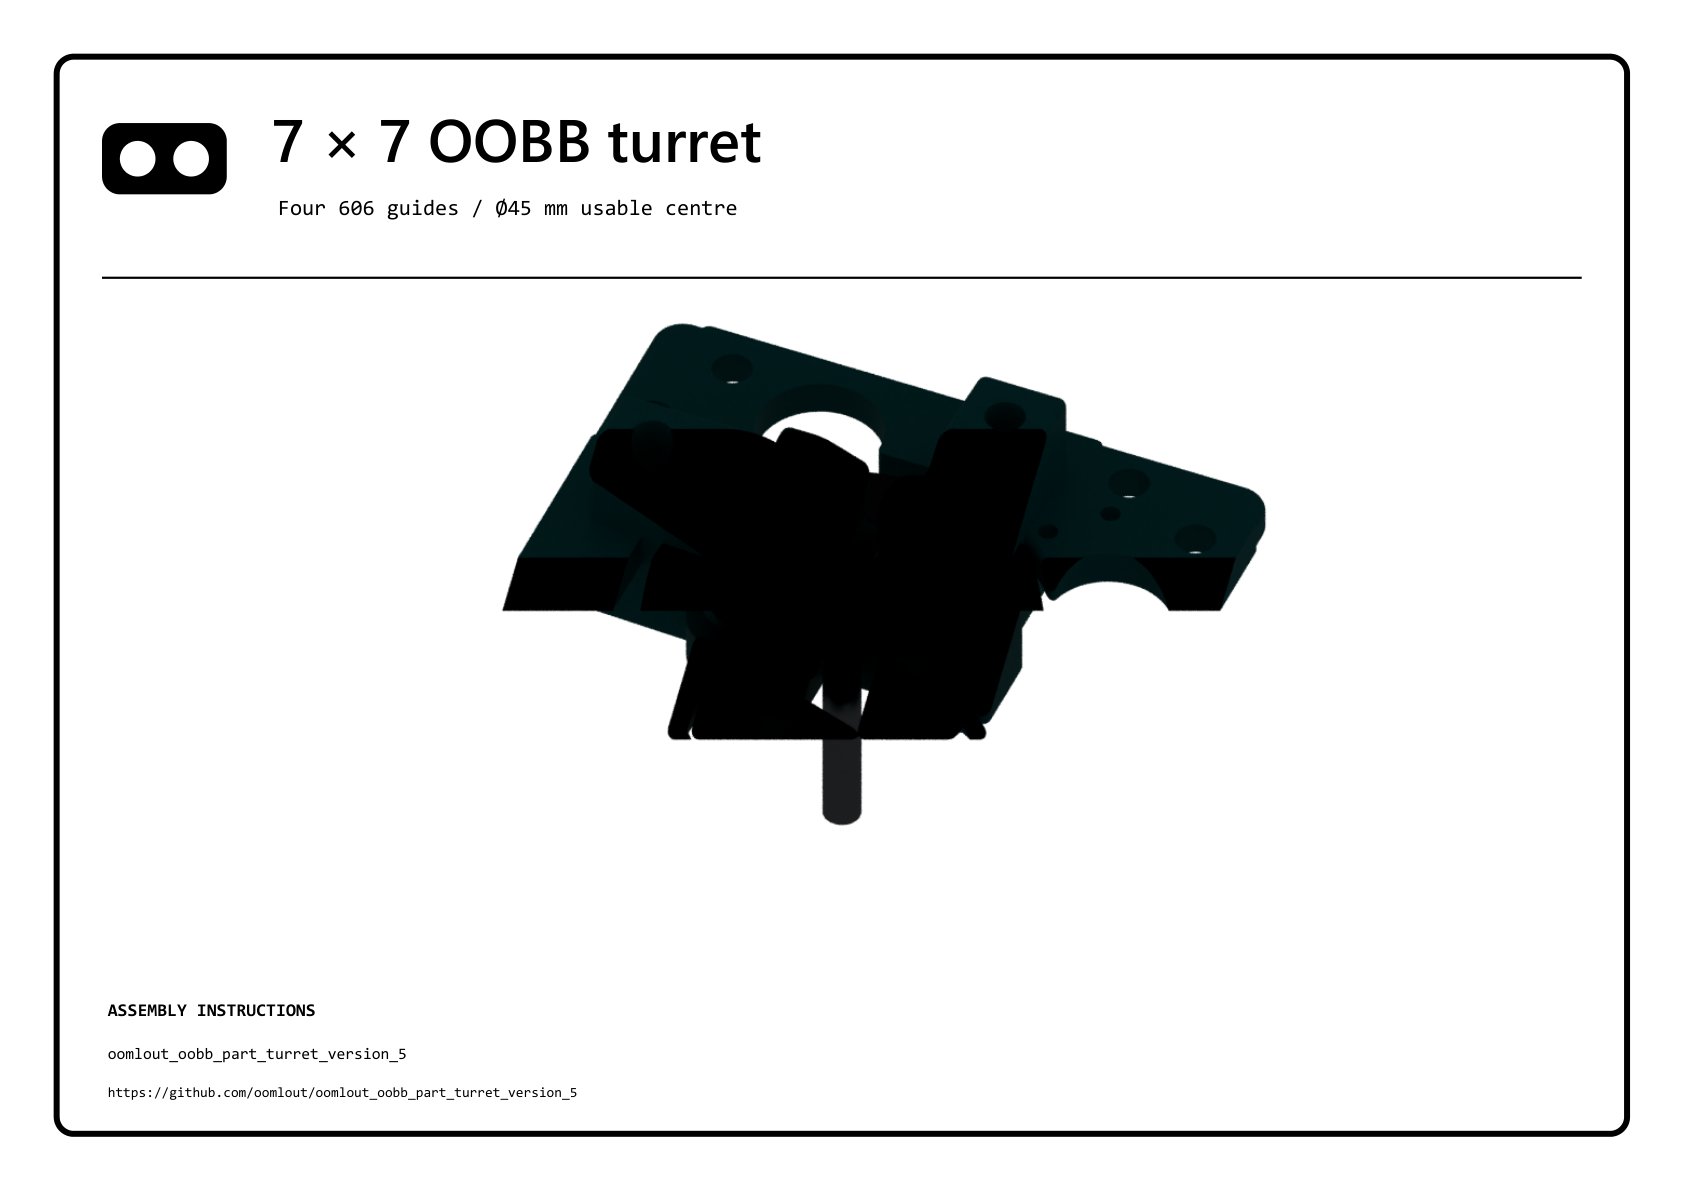 7 × 7 OOBB turret
Four 606 guides / Ø45 mm usable centre
ASSEMBLY INSTRUCTIONS
oomlout_oobb_part_turret_version_5
https://github.com/oomlout/oomlout_oobb_part_turret_version_5